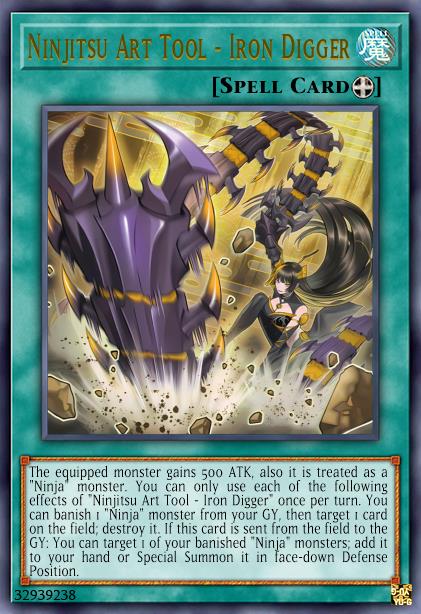 Ninjitsu Art Tool - Iron Digger
SPELL
魔
[Spell Card]
The equipped monster gains 500 ATK, also it is treated as a
"Ninja" monster. You can only use each of the following
effects of "Ninjitsu Art Tool - Iron Digger" once per turn. You
can banish 1 "Ninja" monster from your GY, then target 1 card
on the field; destroy it. If this card is sent from the field to the
GY: You can target 1 of your banished "Ninja" monsters; add it
to your hand or Special Summon it in face-down Defense
Position.
32939238